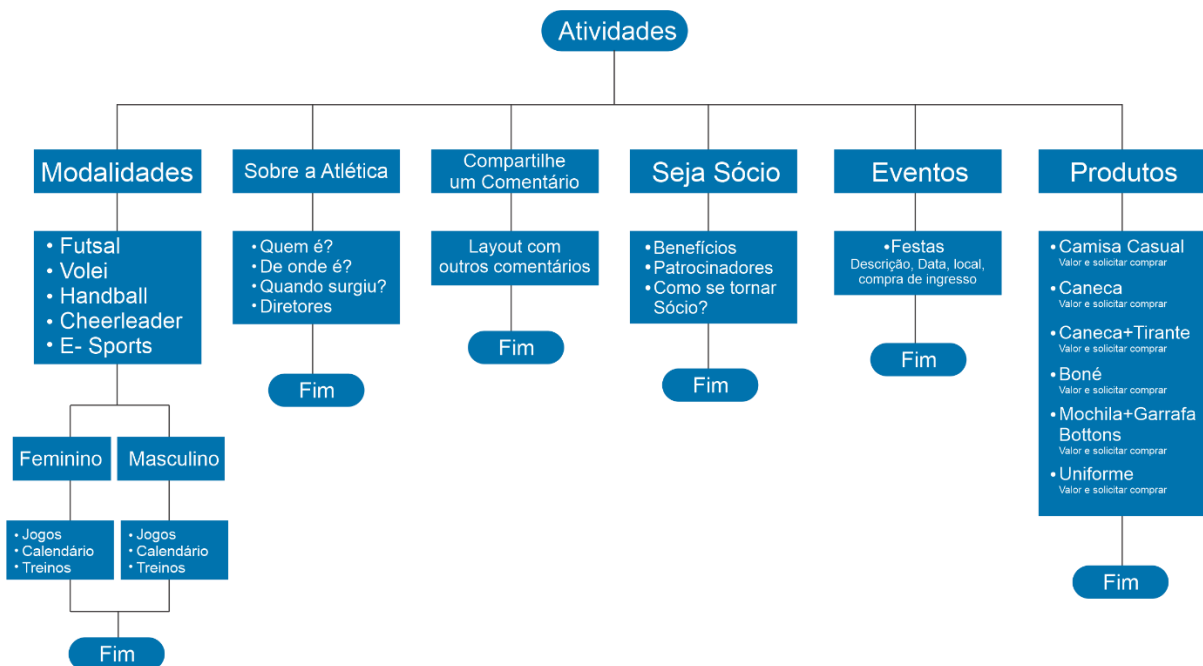 Atividades
Modalidades
• Futsal
• Volei
• Handball
• Cheerleader
• E- Sports
Feminino
• Jogos
• Calendário
• Treinos
Masculino
• Jogos
• Calendário
• Treinos
Fim
Sobre a Atlética
• Quem é?
• De onde é?
• Quando surgiu?
• Diretores
Fim
Compartilhe
um Comentário
Layout com
outros comentários
Fim
Seja Sócio
• Benefícios
• Patrocinadores
• Como se tornar
Sócio?
Fim
Eventos
• Festas
Descrição, Data, local,
compra de ingresso
Fim
Produtos
• Camisa Casual
Valor e solicitar comprar
• Caneca
Valor e solicitar comprar
• Caneca+Tirante
Valor e solicitar comprar
• Boné
Valor e solicitar comprar
• Mochila+Garrafa
Bottons
Valor e solicitar comprar
• Uniforme
Valor e solicitar comprar
Fim